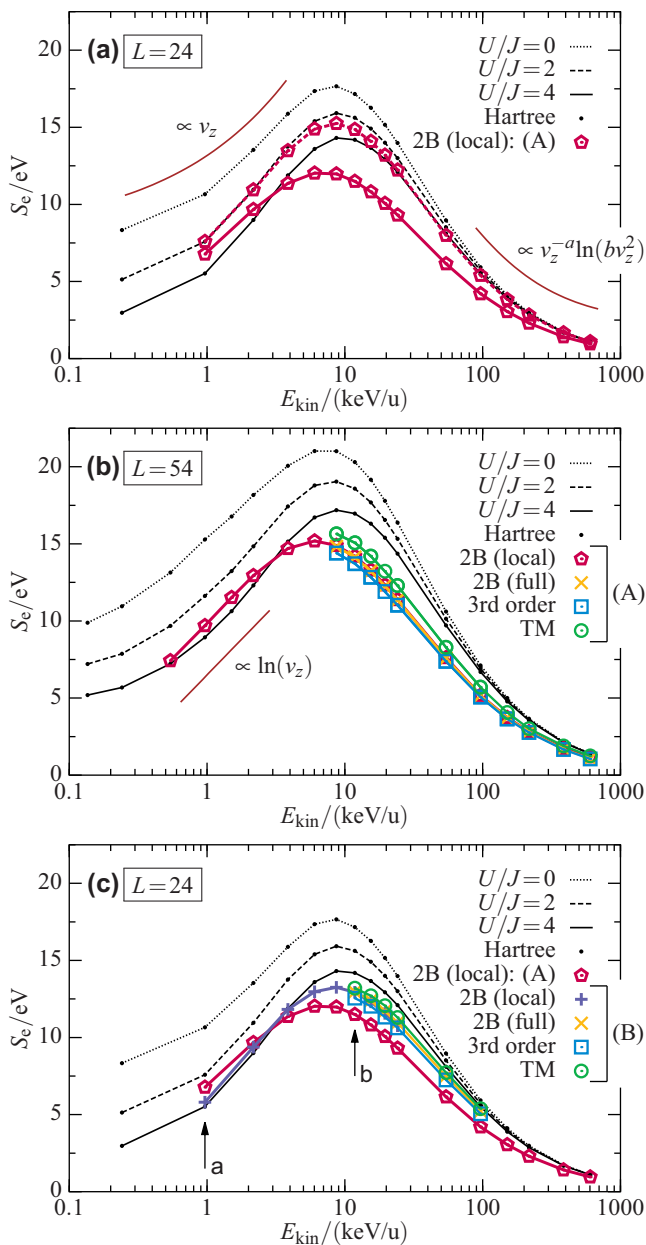 (a) L=24
U/J=0
U/J=2
U/J=4
Hartree
2B (local): (A)
∝ v_z
∝ v_z^{-a} ln(bv_z^2)
S_e/eV
20
15
10
5
0
0.1 1 10 100 1000
E_kin/(keV/u)
(b) L=54
U/J=0
U/J=2
U/J=4
Hartree
2B (local)
2B (full)
3rd order
TM
(A)
∝ ln(v_z)
S_e/eV
20
15
10
5
0
0.1 1 10 100 1000
E_kin/(keV/u)
(c) L=24
U/J=0
U/J=2
U/J=4
Hartree
2B (local): (A)
2B (local)
2B (full)
3rd order
TM
(B)
a
b
S_e/eV
20
15
10
5
0
0.1 1 10 100 1000
E_kin/(keV/u)